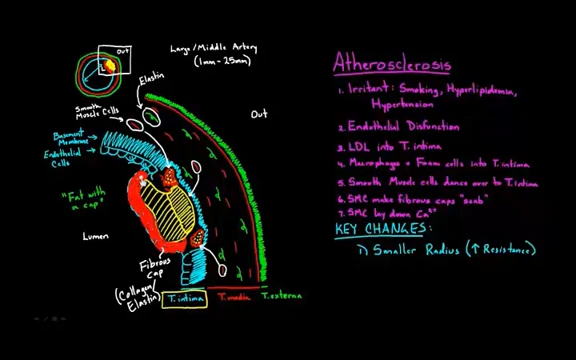 Out
L
Large/Middle Artery
(1mm - 25mm)
Elastin
Smooth
Muscle Cells
Out
Basement
Membrane
Endothelial
Cells
"Fat with
a cap"
Lumen
Fibrous
Cap
(Collagen/
Elastin)
T.intima
T.media
T.externa
Atherosclerosis
1. Irritant: Smoking, Hyperlipidemia,
Hypertension
2. Endothelial Disfunction
3. LDL into T.intima
4. Macrophage → Foam cells into T.intima
5. Smooth Muscle cells dance over to T.intima
6. SMC make fibrous caps "scab"
7. SMC lay down Ca²⁺
KEY CHANGES:
1) Smaller Radius (↑ Resistance)